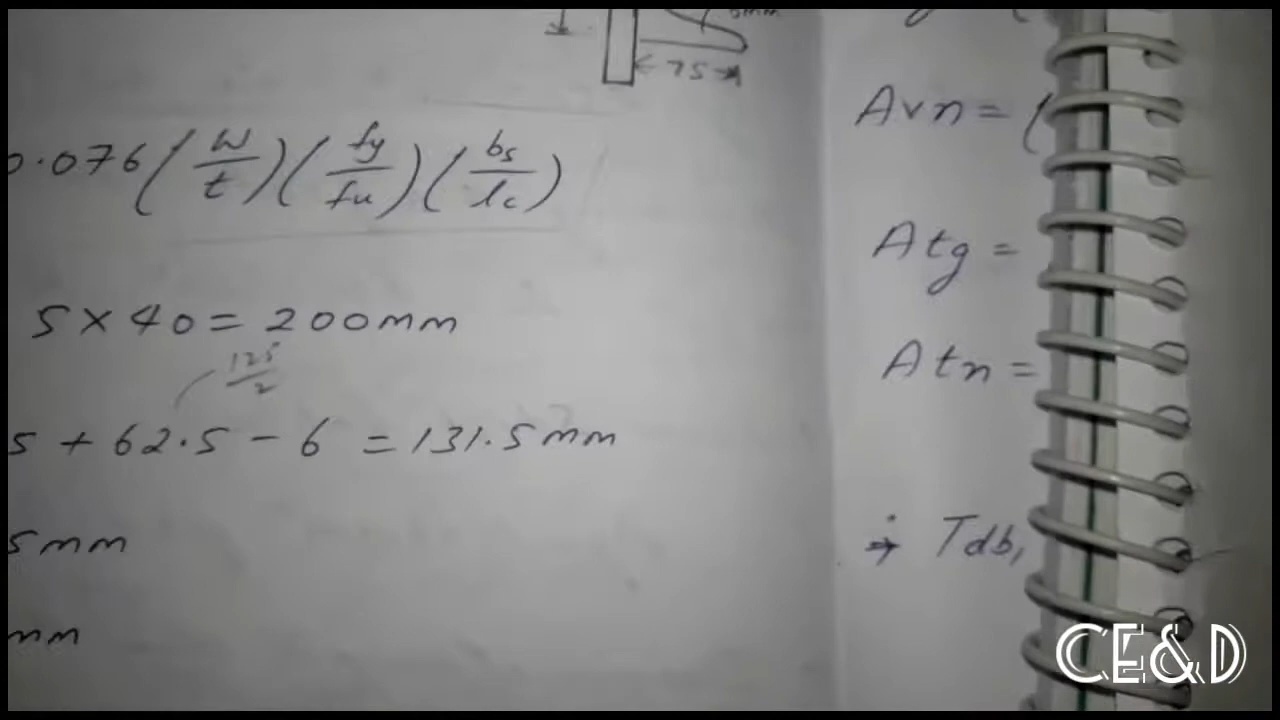 6mm
75
0.076 (w/t) (fy/fu) (bs/lc)
5 × 40 = 200mm
125/2
5 + 62.5 - 6 = 131.5mm
5mm
mm
Avn = (
Atg =
Atn =
⇒ Tdb,
CE&D